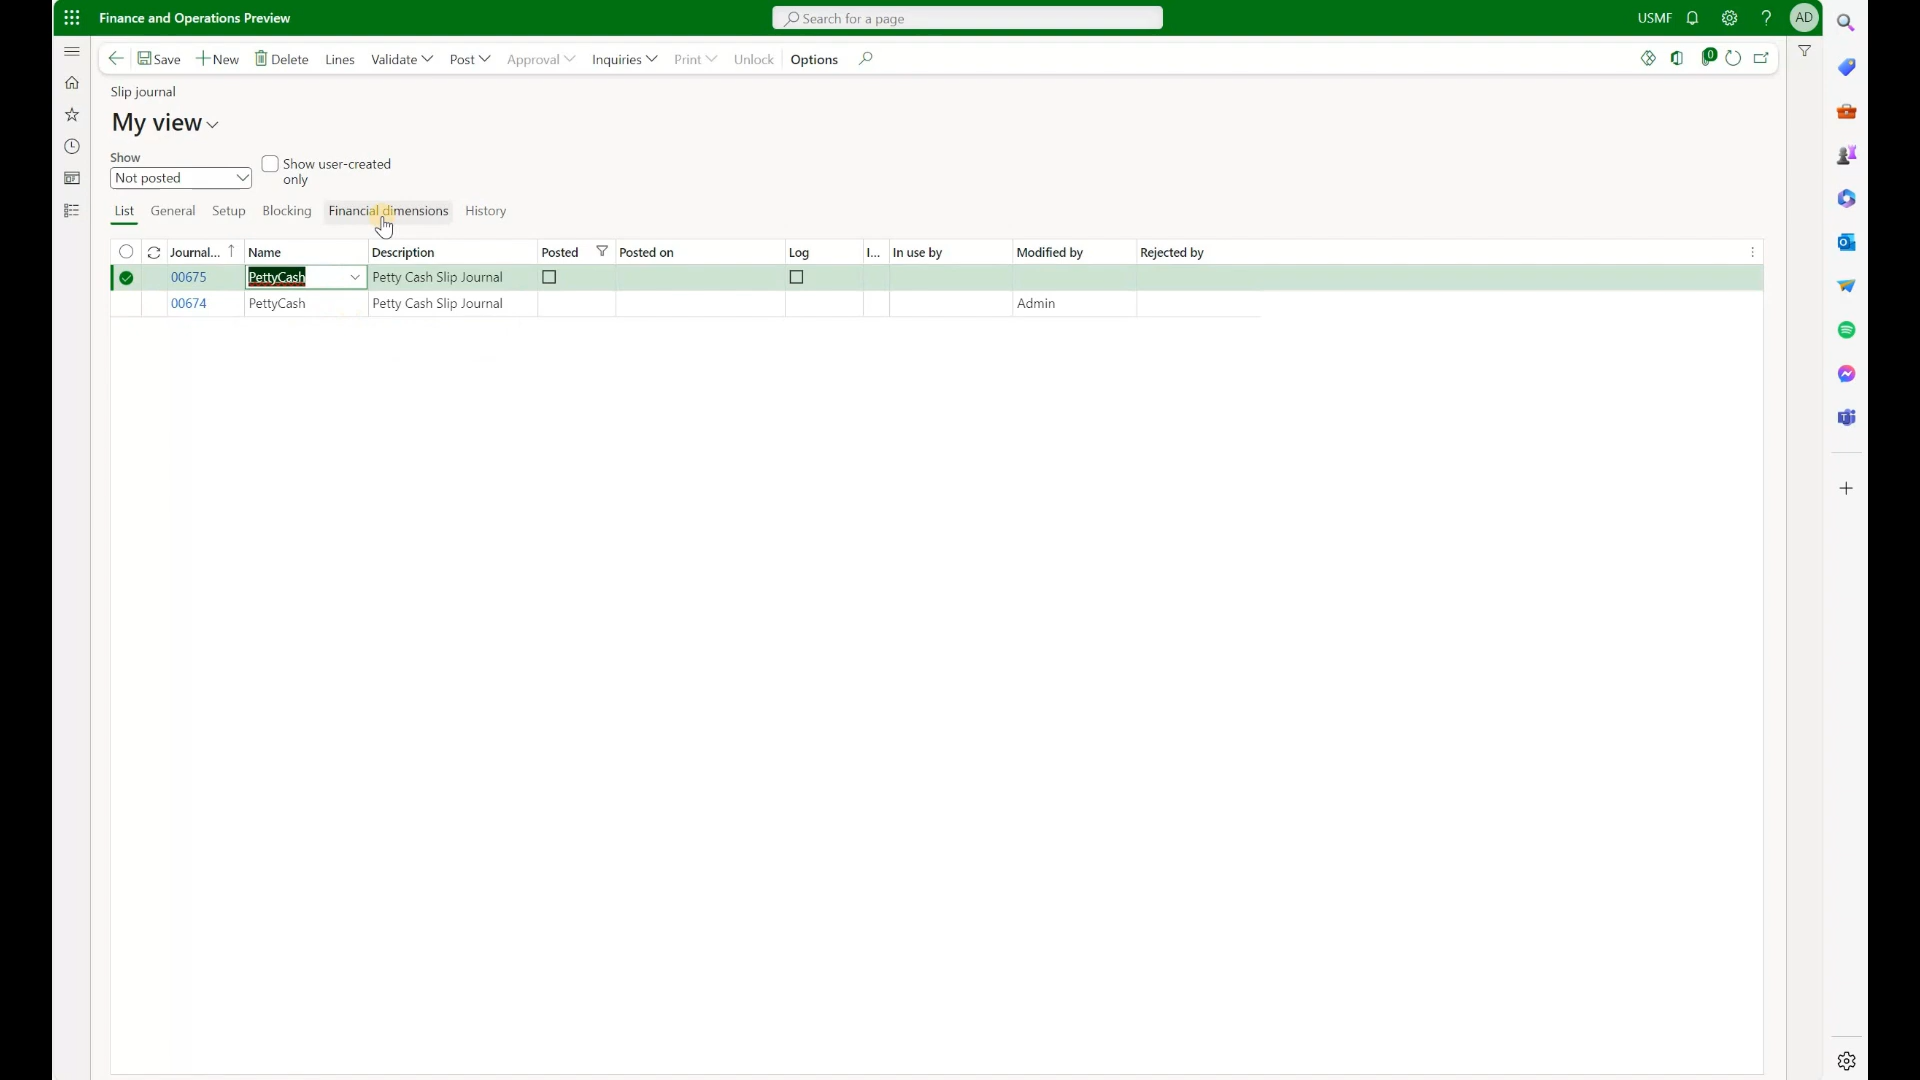 Finance and Operations Preview
Search for a page
USMF
AD
Save
New
Delete
Lines
Validate
Post
Approval
Inquiries
Print
Unlock
Options
0
Slip journal
My view
Show
Not posted
Show user-created
only
List
General
Setup
Blocking
Financial dimensions
History
Journal...
Name
Description
Posted
Posted on
Log
I...
In use by
Modified by
Rejected by
00675
PettyCash
Petty Cash Slip Journal
00674
PettyCash
Petty Cash Slip Journal
Admin